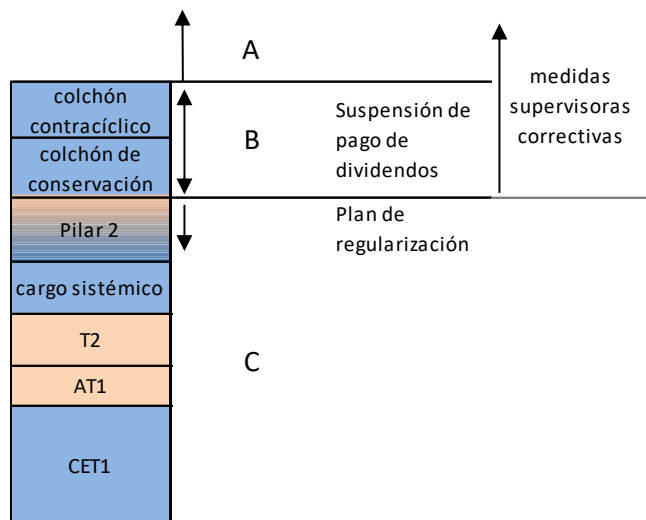 A
medidas
supervisoras
correctivas
colchón
contracíclico
Suspensión de
pago de
dividendos
B
colchón de
conservación
Pilar 2
Plan de
regularización
cargo sistémico
T2
C
AT1
CET1